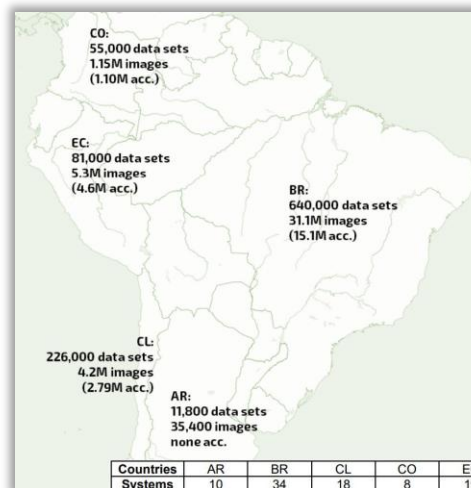 CO:
55,000 data sets
1.15M images
(1.10M acc.)
EC:
81,000 data sets
5.3M images
(4.6M acc.)
BR:
640,000 data sets
31.1M images
(15.1M acc.)
CL:
226,000 data sets
4.2M images
(2.79M acc.)
AR:
11,800 data sets
35,400 images
none acc.
Countries AR BR CL CO
Systems 10 34 18 8